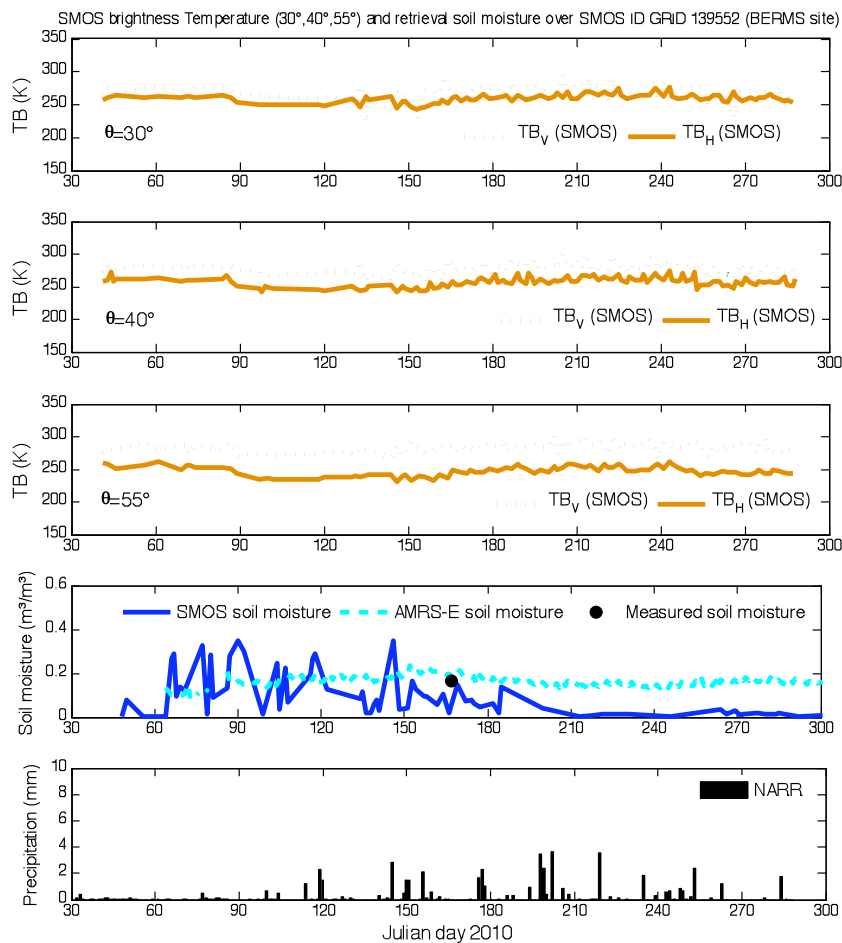 SMOS brightness Temperature (30°,40°,55°) and retrieval soil moisture over SMOS ID GRID 139552 (BERMS site)
350
300
250
200
150
TB (K)
θ=30°
TBV (SMOS) TBH (SMOS)
30 60 90 120 150 180 210 240 270 300
350
300
250
200
150
TB (K)
θ=40°
TBV (SMOS) TBH (SMOS)
30 60 90 120 150 180 210 240 270 300
350
300
250
200
150
TB (K)
θ=55°
TBV (SMOS) TBH (SMOS)
30 60 90 120 150 180 210 240 270 300
0.6
0.4
0.2
0
Soil moisture (m³/m³)
SMOS soil moisture AMRS-E soil moisture Measured soil moisture
30 60 90 120 150 180 210 240 270 300
10
8
6
4
2
0
Precipitation (mm)
NARR
30 60 90 120 150 180 210 240 270 300
Julian day 2010